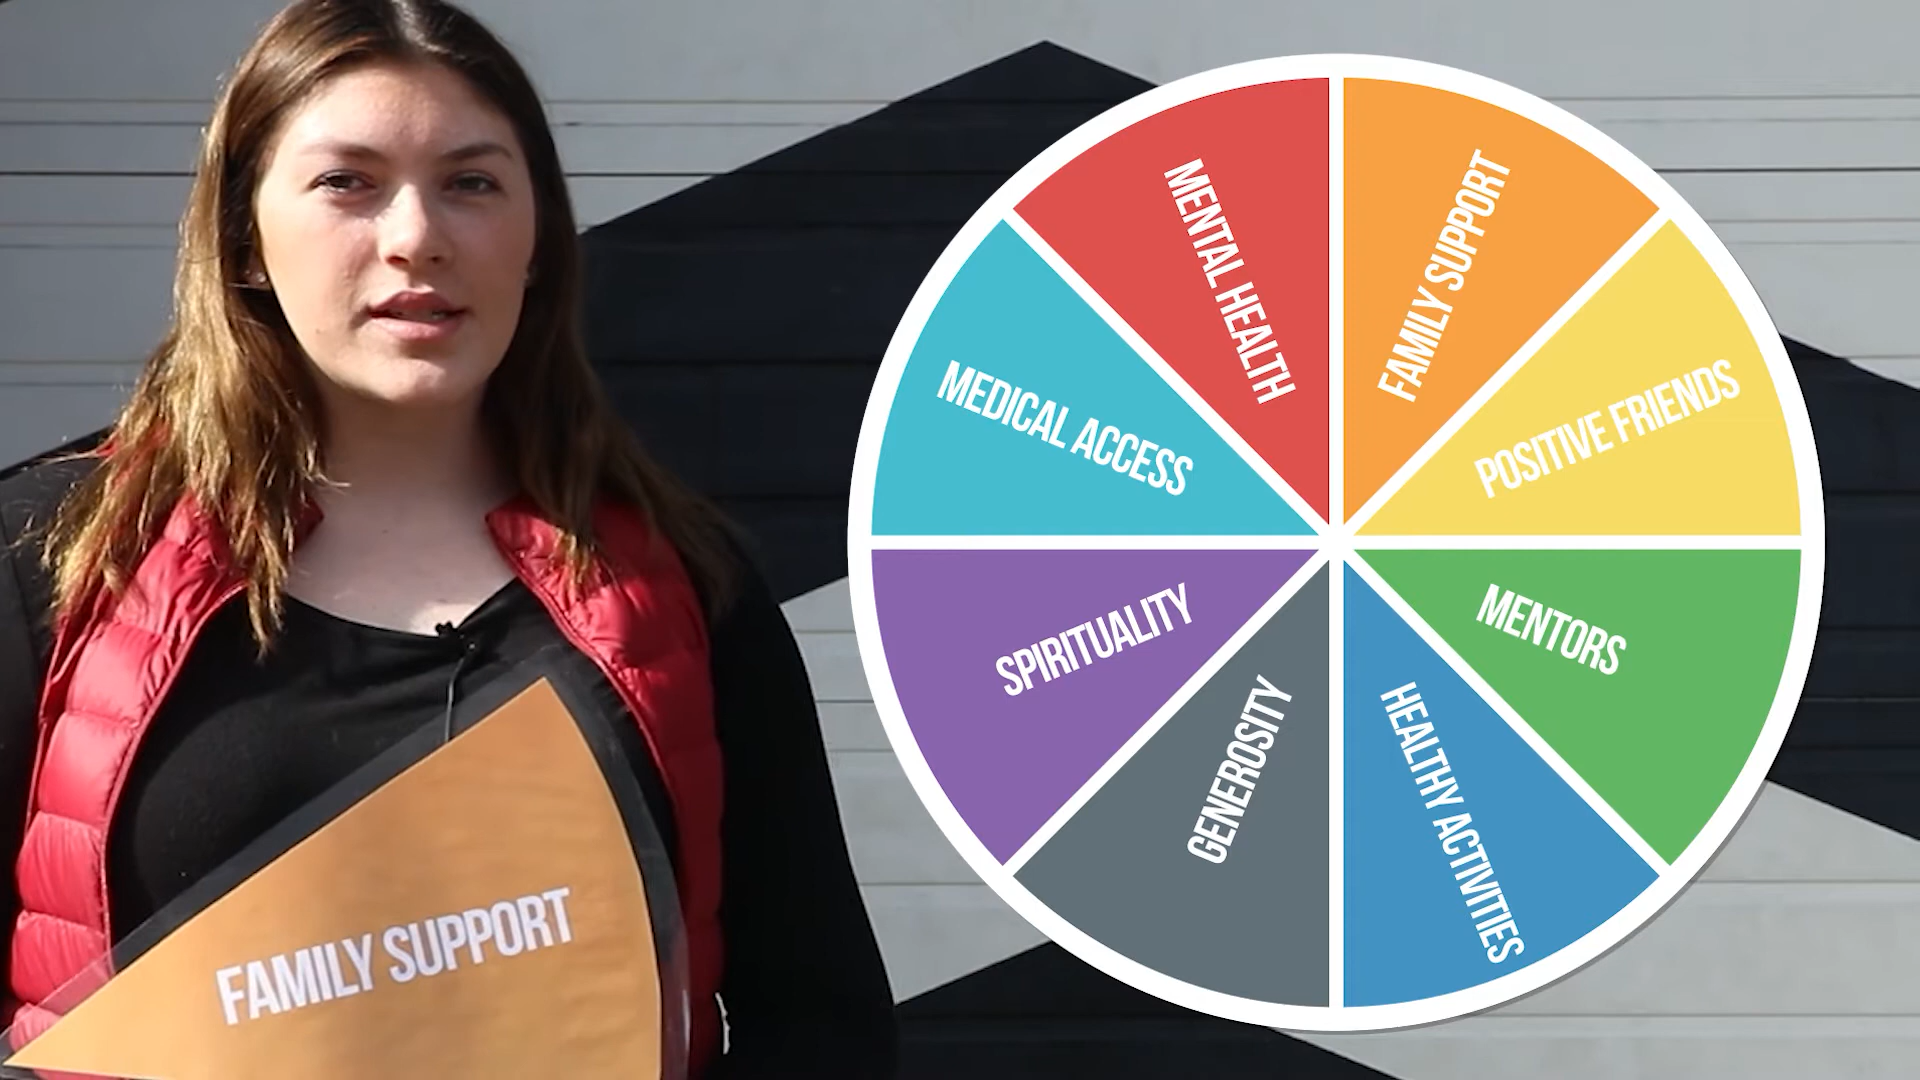 MENTAL HEALTH
FAMILY SUPPORT
POSITIVE FRIENDS
MENTORS
HEALTHY ACTIVITIES
GENEROSITY
SPIRITUALITY
MEDICAL ACCESS
FAMILY SUPPORT